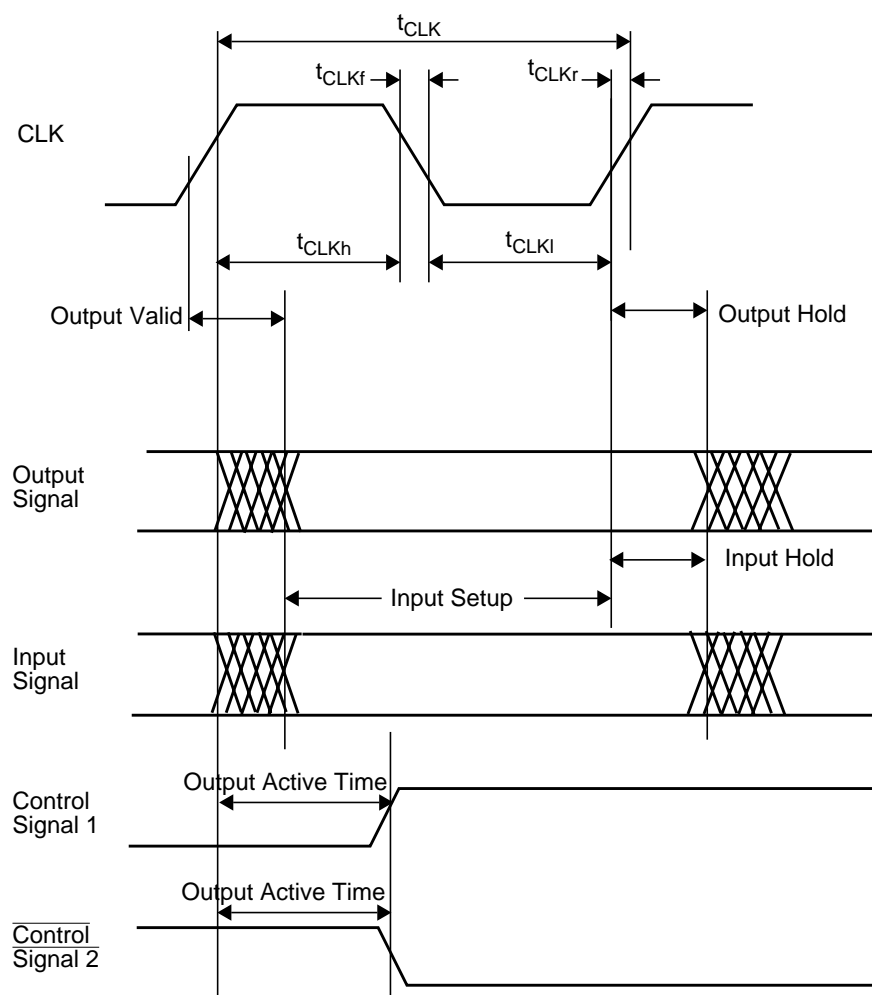 tCLK
tCLKf
tCLKr
CLK
tCLKh
tCLKl
Output Valid
Output Hold
Output
Signal
Input Hold
Input Setup
Input
Signal
Output Active Time
Control
Signal 1
Output Active Time
Control
Signal 2